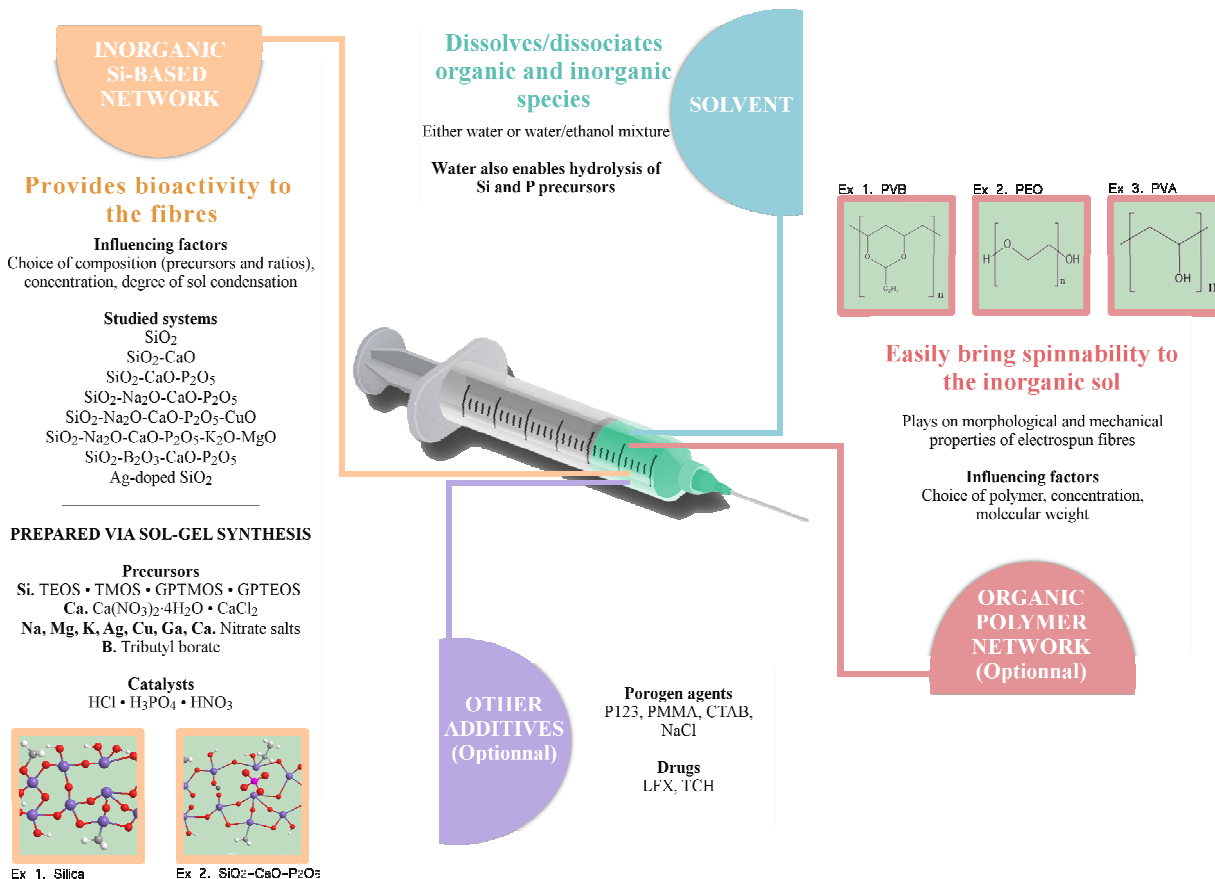 INORGANIC
Si-BASED
NETWORK
Provides bioactivity to
the fibres
Influencing factors
Choice of composition (precursors and ratios),
concentration, degree of sol condensation
Studied systems
SiO₂
SiO₂-CaO
SiO₂-CaO-P₂O₅
SiO₂-Na₂O-CaO-P₂O₅
SiO₂-Na₂O-CaO-P₂O₅-CuO
SiO₂-Na₂O-CaO-P₂O₅-K₂O-MgO
SiO₂-B₂O₃-CaO-P₂O₅
Ag-doped SiO₂
PREPARED VIA SOL-GEL SYNTHESIS
Precursors
Si. TEOS • TMOS • GPTMOS • GPTEOS
Ca. Ca(NO₃)₂·4H₂O • CaCl₂
Na, Mg, K, Ag, Cu, Ga, Ca. Nitrate salts
B. Tributyl borate
Catalysts
HCl • H₃PO₄ • HNO₃
Ex 1. Silica
Ex 2. SiO₂-CaO-P₂O₅
Dissolves/dissociates
organic and inorganic
species
Either water or water/ethanol mixture
Water also enables hydrolysis of
Si and P precursors
SOLVENT
Ex 1. PVB
O O
C₃H₇
n
Ex 2. PEO
H O OH
n
Ex 3. PVA
OH
n
Easily bring spinnability to
the inorganic sol
Plays on morphological and mechanical
properties of electrospun fibres
Influencing factors
Choice of polymer, concentration,
molecular weight
ORGANIC
POLYMER
NETWORK
(Optionnal)
OTHER
ADDITIVES
(Optionnal)
Porogen agents
P123, PMMA, CTAB,
NaCl
Drugs
LFX, TCH